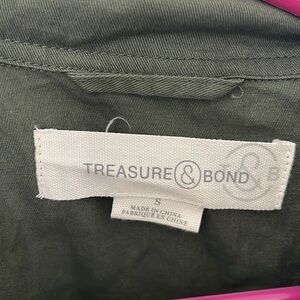 TREASURE & BOND
& B
S
MADE IN CHINA
FABRIQUÉ EN CHINE